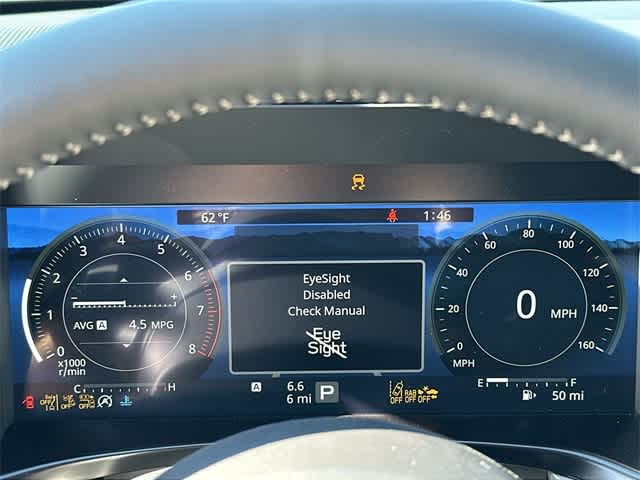 62 °F 1:46
3 4 5
2 6
1 7
0 8
x1000
r/min
AVG A 4.5 MPG
EyeSight
Disabled
Check Manual
Eye
Sight
60 80 100
40 120
20 140
0 160
MPH
0 MPH
C H
A 6.6
6 mi
P
RAB
OFF OFF OFF
E F
50 mi